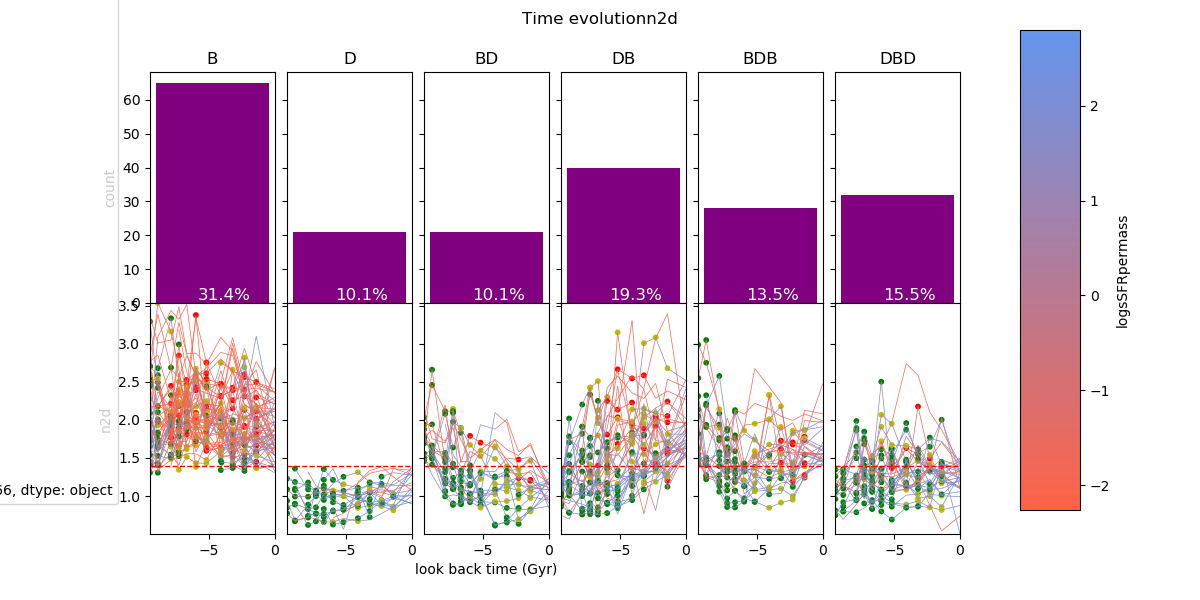 Time evolutionn2d
B D BD DB BDB DBD
60
50
40
30
20
10
0
count
31.4% 10.1% 10.1% 19.3% 13.5% 15.5%
3.5
3.0
2.5
2.0
1.5
1.0
n2d
66, dtype: object
−5 0 −5 0 −5 0 −5 0 −5 0 −5 0
look back time (Gyr)
2
1
0
−1
−2
logsSFRpermass